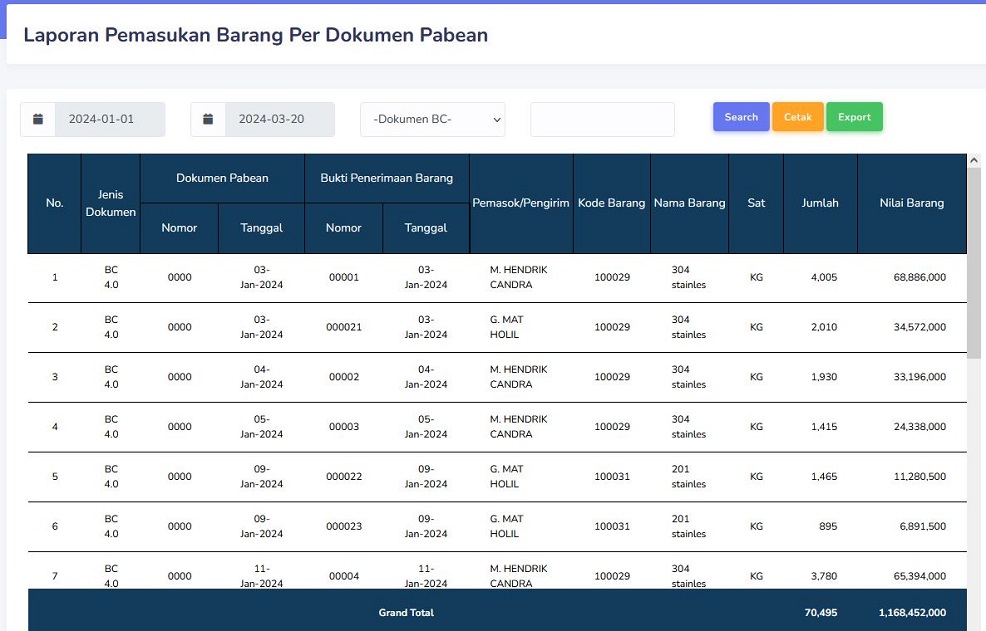 Laporan Pemasukan Barang Per Dokumen Pabean
2024-01-01 2024-03-20 -Dokumen BC- Search Cetak Export
No. Jenis Dokumen Dokumen Pabean Bukti Penerimaan Barang Pemasok/Pengirim Kode Barang Nama Barang Sat Jumlah Nilai Barang
Nomor Tanggal Nomor Tanggal
1 BC 4.0 0000 03-Jan-2024 00001 03-Jan-2024 M. HENDRIK CANDRA 100029 304 stainles KG 4,005 68,886,000
2 BC 4.0 0000 03-Jan-2024 000021 03-Jan-2024 G. MAT HOLIL 100029 304 stainles KG 2,010 34,572,000
3 BC 4.0 0000 04-Jan-2024 00002 04-Jan-2024 M. HENDRIK CANDRA 100029 304 stainles KG 1,930 33,196,000
4 BC 4.0 0000 05-Jan-2024 00003 05-Jan-2024 M. HENDRIK CANDRA 100029 304 stainles KG 1,415 24,338,000
5 BC 4.0 0000 09-Jan-2024 000022 09-Jan-2024 G. MAT HOLIL 100031 201 stainles KG 1,465 11,280,500
6 BC 4.0 0000 09-Jan-2024 000023 09-Jan-2024 G. MAT HOLIL 100031 201 stainles KG 895 6,891,500
7 BC 4.0 0000 11-Jan-2024 00004 11-Jan-2024 M. HENDRIK CANDRA 100029 304 stainles KG 3,780 65,394,000
Grand Total 70,495 1,168,452,000